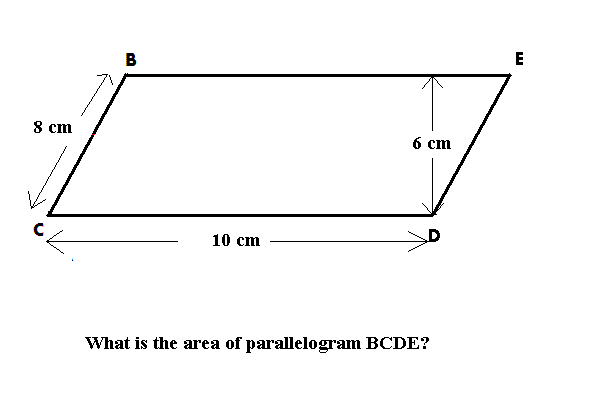 B
E
8 cm
6 cm
C
10 cm
D
What is the area of parallelogram BCDE?